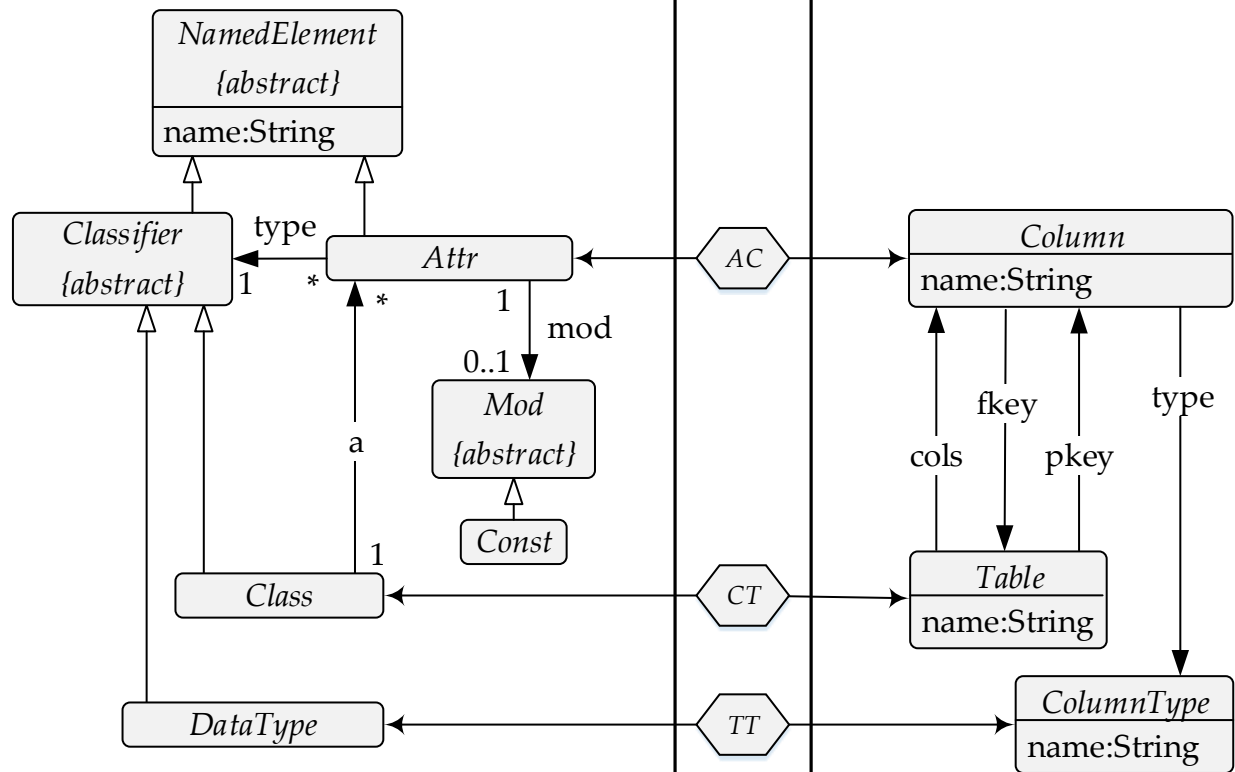 NamedElement
{abstract}
name:String
Classifier
{abstract}
type
1
*
Attr
*
1
mod
0..1
Mod
{abstract}
Const
a
1
Class
DataType
AC
CT
TT
Column
name:String
cols
fkey
pkey
type
Table
name:String
ColumnType
name:String